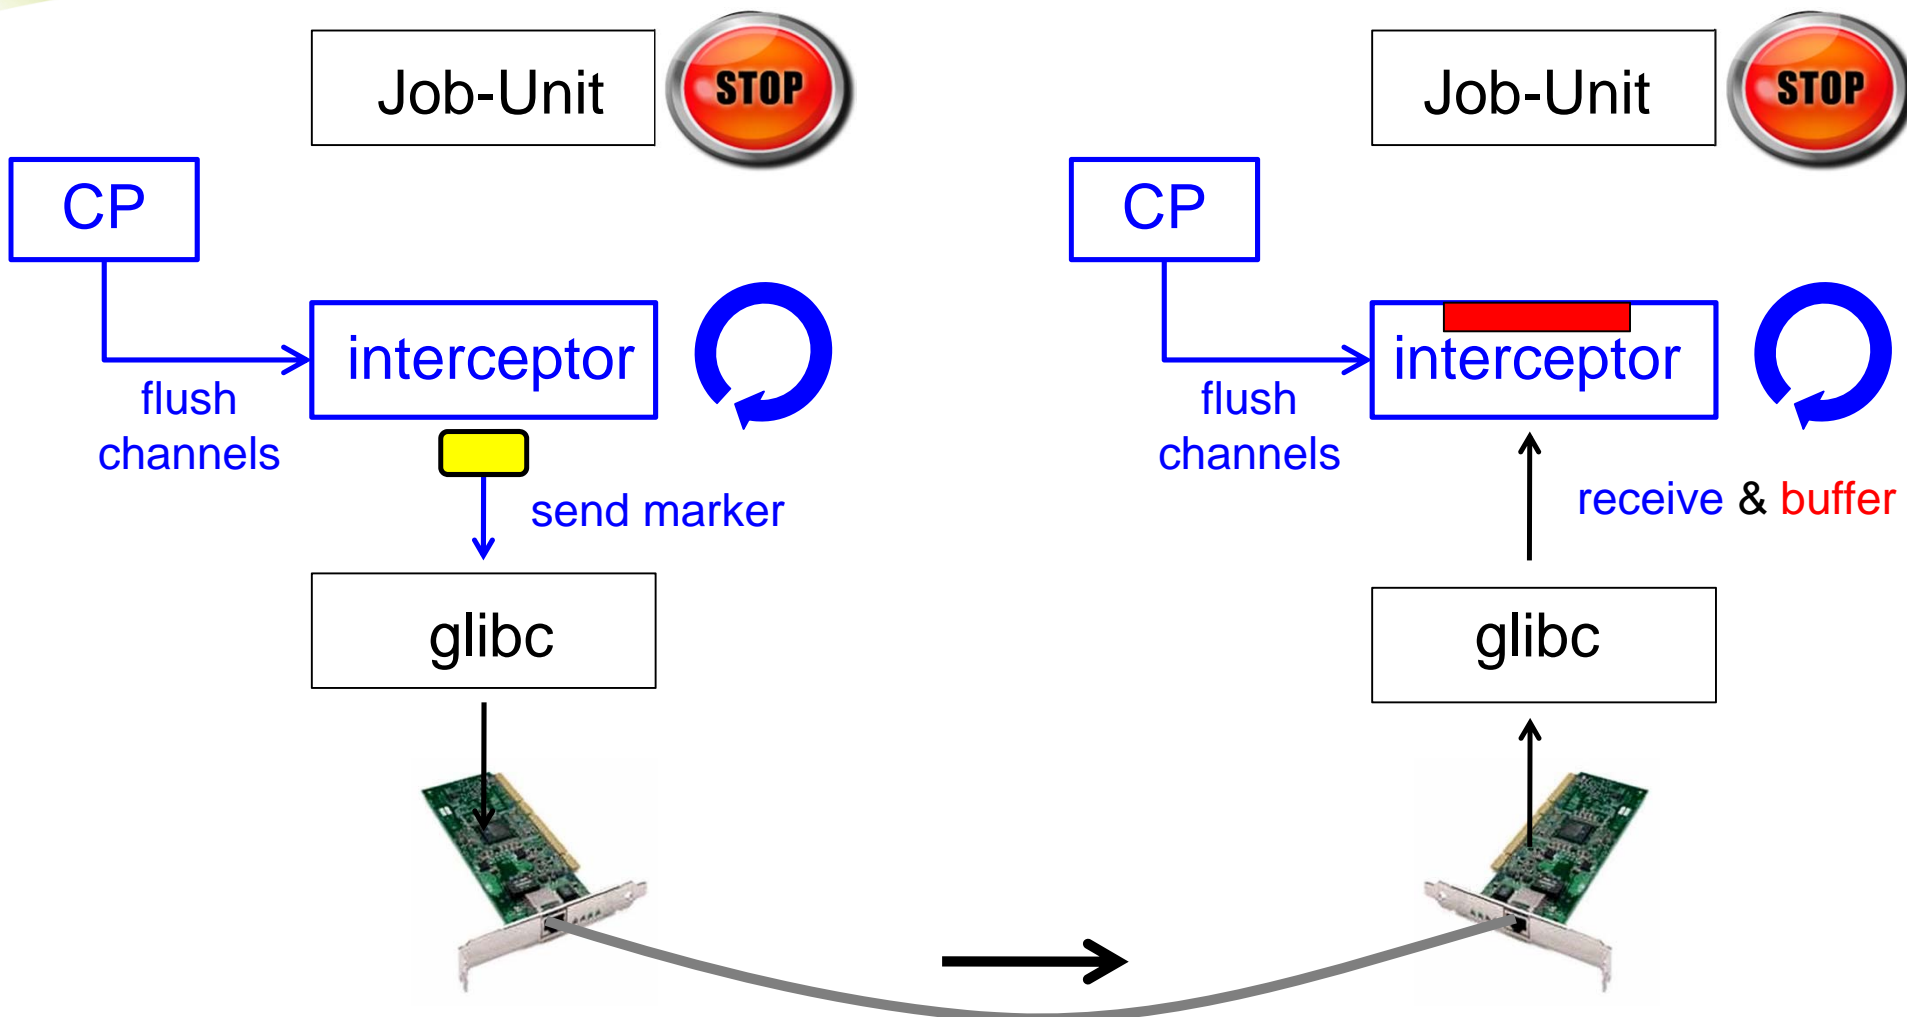 Job-Unit
STOP
CP
interceptor
flush
channels
send marker
glibc
Job-Unit
STOP
CP
interceptor
flush
channels
receive & buffer
glibc